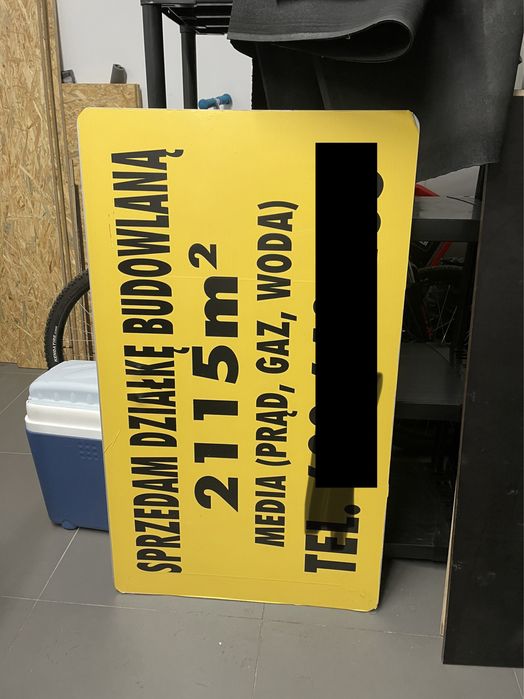 SPRZEDAM DZIAŁKĘ BUDOWLANĄ
2115m²
MEDIA (PRĄD, GAZ, WODA)
TEL.